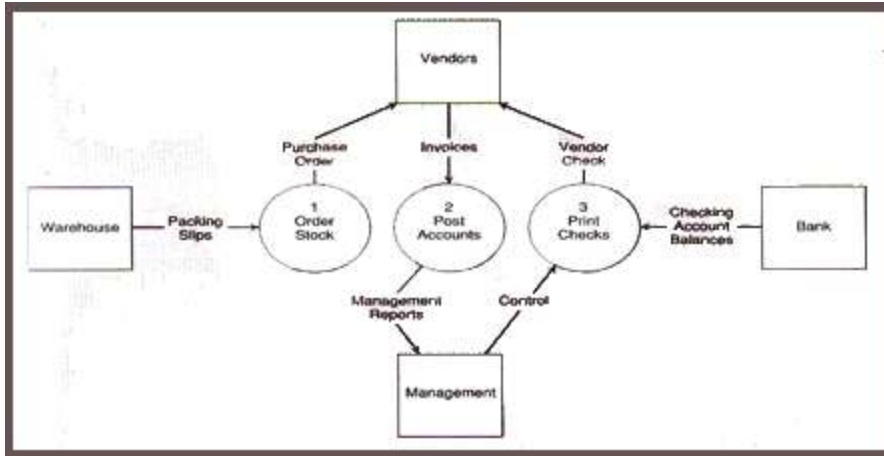 Vendors
Purchase
Order
Invoices
Vendor
Check
Warehouse
Packing
Slips
1
Order
Stock
2
Post
Accounts
3
Print
Checks
Checking
Account
Balances
Bank
Management
Reports
Control
Management